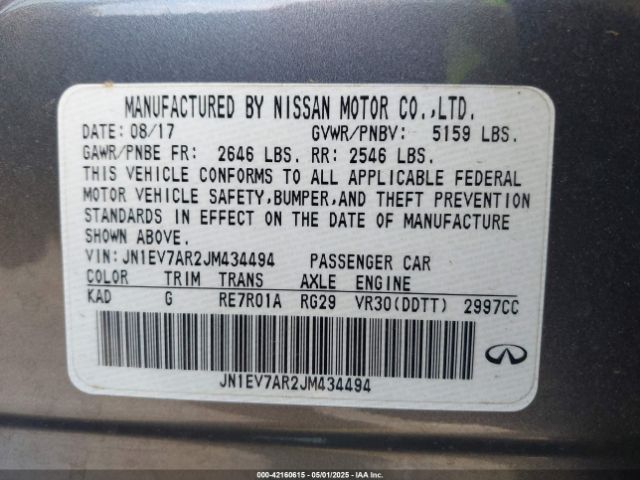 MANUFACTURED BY NISSAN MOTOR CO.,LTD.
DATE: 08/17 GVWR/PNBV: 5159 LBS.
GAWR/PNBE FR: 2646 LBS. RR: 2546 LBS.
THIS VEHICLE CONFORMS TO ALL APPLICABLE FEDERAL
MOTOR VEHICLE SAFETY,BUMPER,AND THEFT PREVENTION
STANDARDS IN EFFECT ON THE DATE OF MANUFACTURE
SHOWN ABOVE.
VIN:JN1EV7AR2JM434494 PASSENGER CAR
COLOR TRIM TRANS AXLE ENGINE
KAD G RE7R01A RG29 VR30(DDTT) 2997CC
JN1EV7AR2JM434494
INFINITI
000-42160615 | 05/01/2025 | IAA Inc.